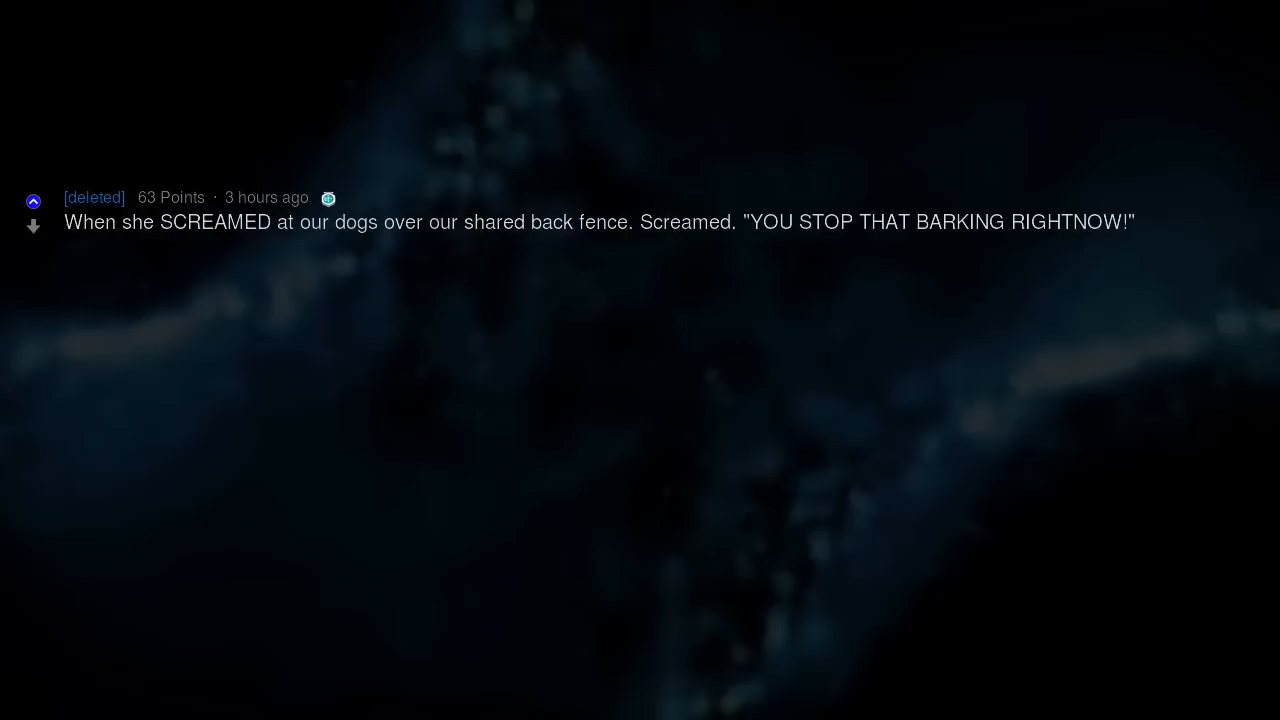 [deleted] 63 Points · 3 hours ago
When she SCREAMED at our dogs over our shared back fence. Screamed. "YOU STOP THAT BARKING RIGHTNOW!"